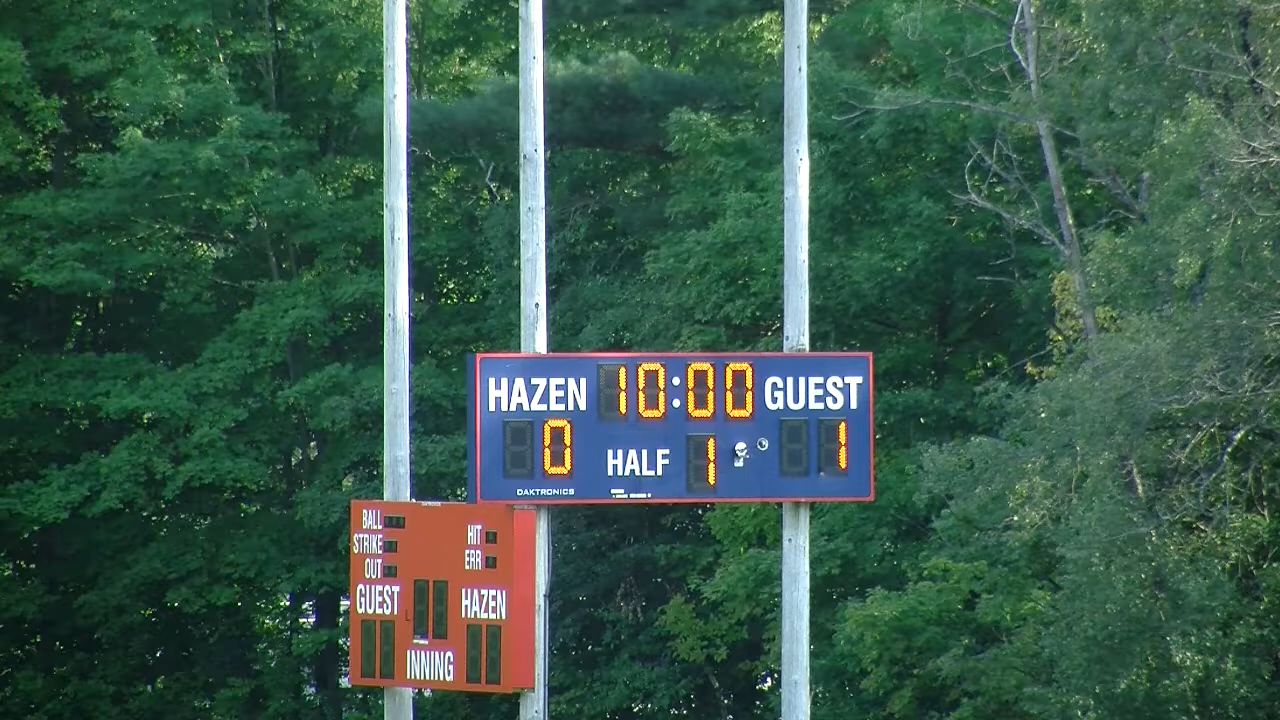 HAZEN 10:00 GUEST
0 HALF 1 1
DAKTRONICS
BALL HIT
STRIKE ERR
OUT
GUEST HAZEN
INNING